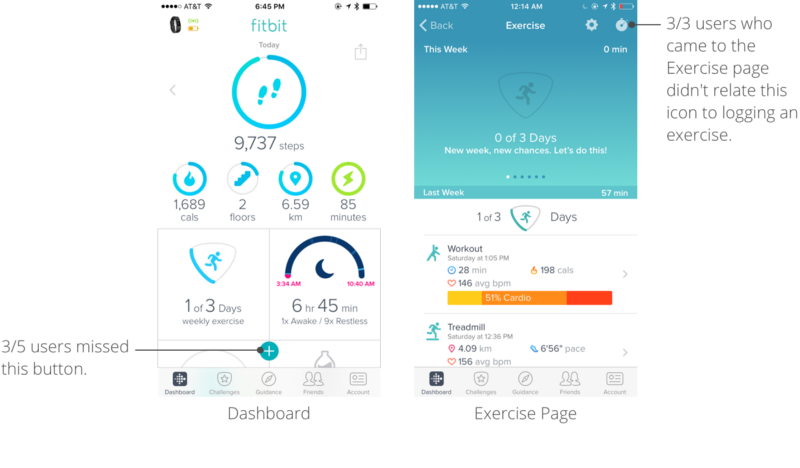 AT&T
6:45 PM
fitbit
Today
9,737 steps
1,689
cals
2
floors
6.59
km
85
minutes
1 of 3 Days
weekly exercise
3:34 AM
10:40 AM
6 hr 45 min
1x Awake / 9x Restless
Dashboard
Challenges
Guidance
Friends
Account
Dashboard
3/5 users missed
this button.
AT&T
12:14 AM
Back
Exercise
This Week
0 min
0 of 3 Days
New week, new chances. Let's do this!
Last Week
57 min
1 of 3
Days
Workout
Saturday at 1:05 PM
28 min
198 cals
146 avg bpm
51% Cardio
Treadmill
Saturday at 12:36 PM
4.09 km
6'56" pace
156 avg bpm
Dashboard
Challenges
Guidance
Friends
Account
Exercise Page
3/3 users who
came to the
Exercise page
didn't relate this
icon to logging an
exercise.